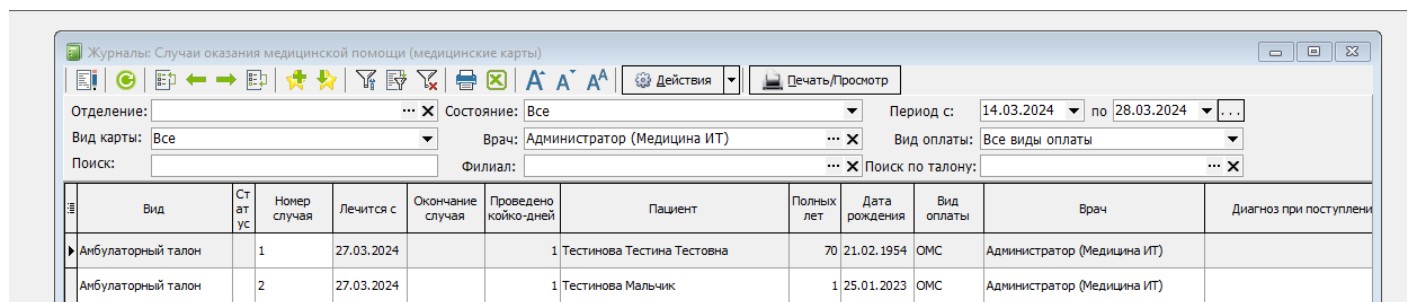 Журналы: Случаи оказания медицинской помощи (медицинские карты)
Действия Печать/Просмотр
Отделение: ... Состояние: Все Период с: 14.03.2024 по 28.03.2024 ...
Вид карты: Все Врач: Администратор (Медицина ИТ) ... Вид оплаты: Все виды оплаты
Поиск: Филиал: ... Поиск по талону: ...
Вид Статус Номер случая Лечится с Окончание случая Проведено койко-дней Пациент Полных лет Дата рождения Вид оплаты Врач Диагноз при поступлени
Амбулаторный талон 1 27.03.2024 1 Тестинова Тестина Тестовна 70 21.02.1954 ОМС Администратор (Медицина ИТ)
Амбулаторный талон 2 27.03.2024 1 Тестинова Мальчик 1 25.01.2023 ОМС Администратор (Медицина ИТ)